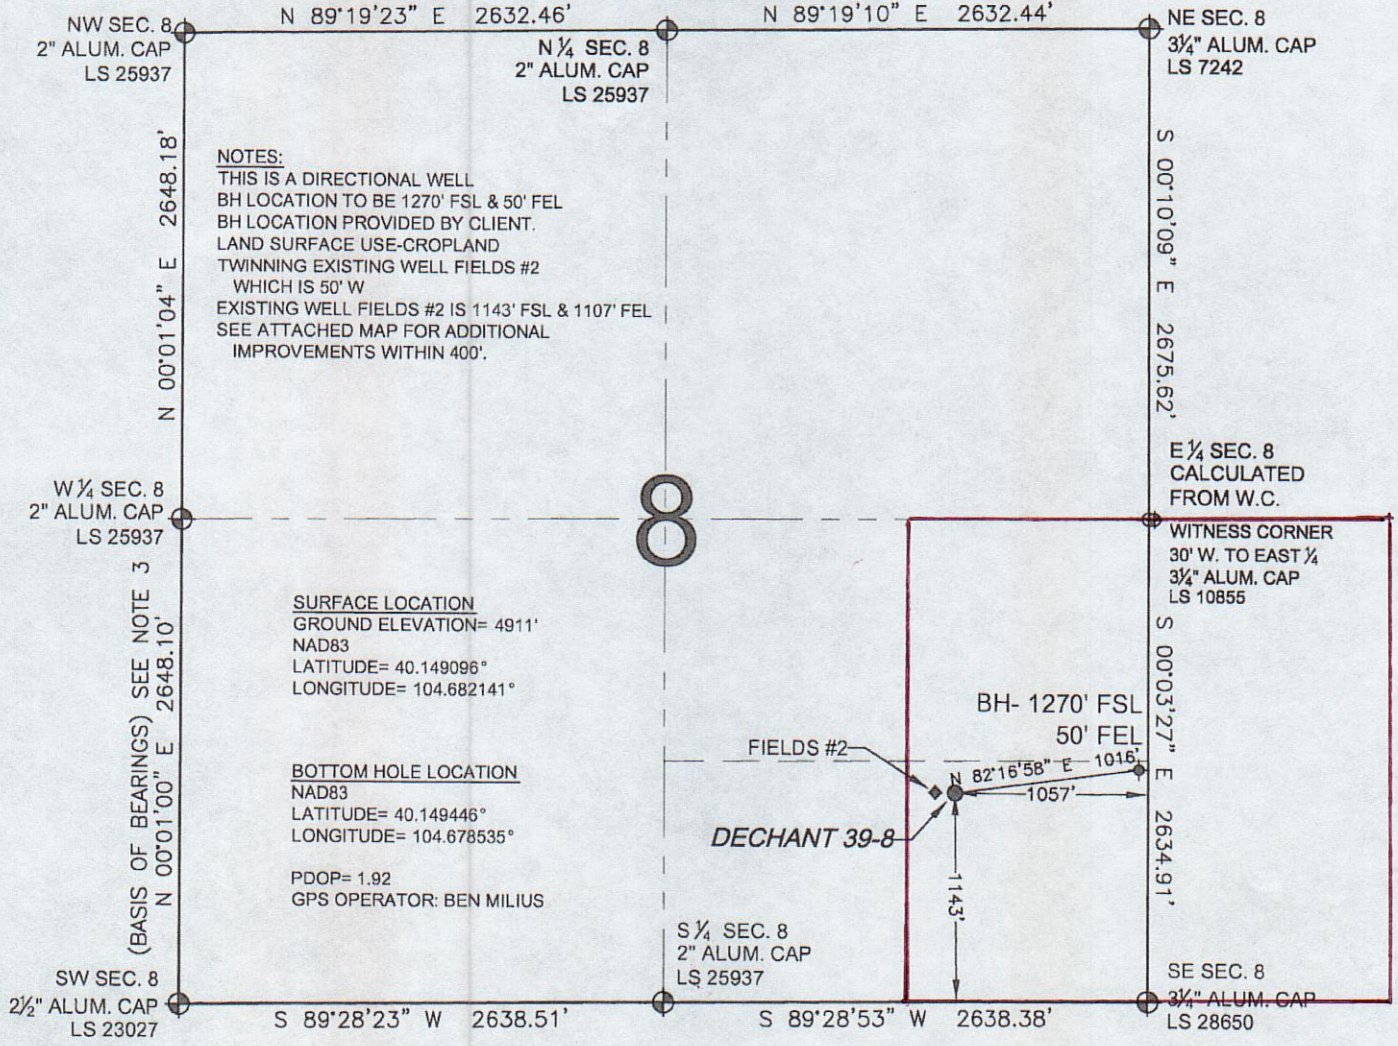 N 89°19'23" E 2632.46'
N 89°19'10" E 2632.44'
NW SEC. 8
2" ALUM. CAP
LS 25937
N ¼ SEC. 8
2" ALUM. CAP
LS 25937
NE SEC. 8
3¼" ALUM. CAP
LS 7242
N 00°01'04" E 2648.18'
NOTES:
THIS IS A DIRECTIONAL WELL
BH LOCATION TO BE 1270' FSL & 50' FEL
BH LOCATION PROVIDED BY CLIENT.
LAND SURFACE USE-CROPLAND
TWINNING EXISTING WELL FIELDS #2
WHICH IS 50' W
EXISTING WELL FIELDS #2 IS 1143' FSL & 1107' FEL
SEE ATTACHED MAP FOR ADDITIONAL
IMPROVEMENTS WITHIN 400'.
S 00°10'09" E 2675.62'
W ¼ SEC. 8
2" ALUM. CAP
LS 25937
8
E ¼ SEC. 8
CALCULATED
FROM W.C.
WITNESS CORNER
30' W. TO EAST ¼
3¼" ALUM. CAP
LS 10855
(BASIS OF BEARINGS) SEE NOTE 3
N 00°01'00" E 2648.10'
SURFACE LOCATION
GROUND ELEVATION= 4911'
NAD83
LATITUDE= 40.149096°
LONGITUDE= 104.682141°
BOTTOM HOLE LOCATION
NAD83
LATITUDE= 40.149446°
LONGITUDE= 104.678535°
PDOP= 1.92
GPS OPERATOR: BEN MILIUS
BH- 1270' FSL
50' FEL
FIELDS #2
N 82°16'58" E 1016'
1057'
DECHANT 39-8
1143'
S 00°03'27" E 2634.91'
S ¼ SEC. 8
2" ALUM. CAP
LS 25937
SW SEC. 8
2½" ALUM. CAP
LS 23027
SE SEC. 8
3¼" ALUM. CAP
LS 28650
S 89°28'23" W 2638.51'
S 89°28'53" W 2638.38'